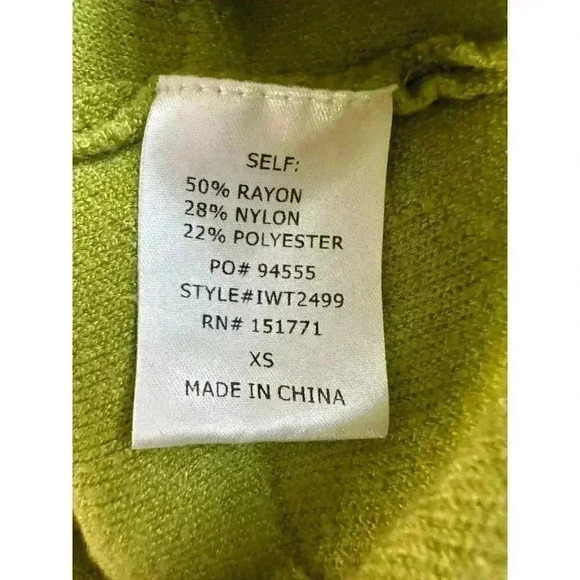 SELF:
50% RAYON
28% NYLON
22% POLYESTER
PO# 94555
STYLE#IWT2499
RN# 151771
XS
MADE IN CHINA